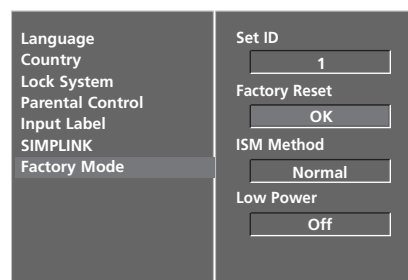 Language
Country
Lock System
Parental Control
Input Label
SIMPLINK
Factory Mode
Set ID
1
Factory Reset
OK
ISM Method
Normal
Low Power
Off